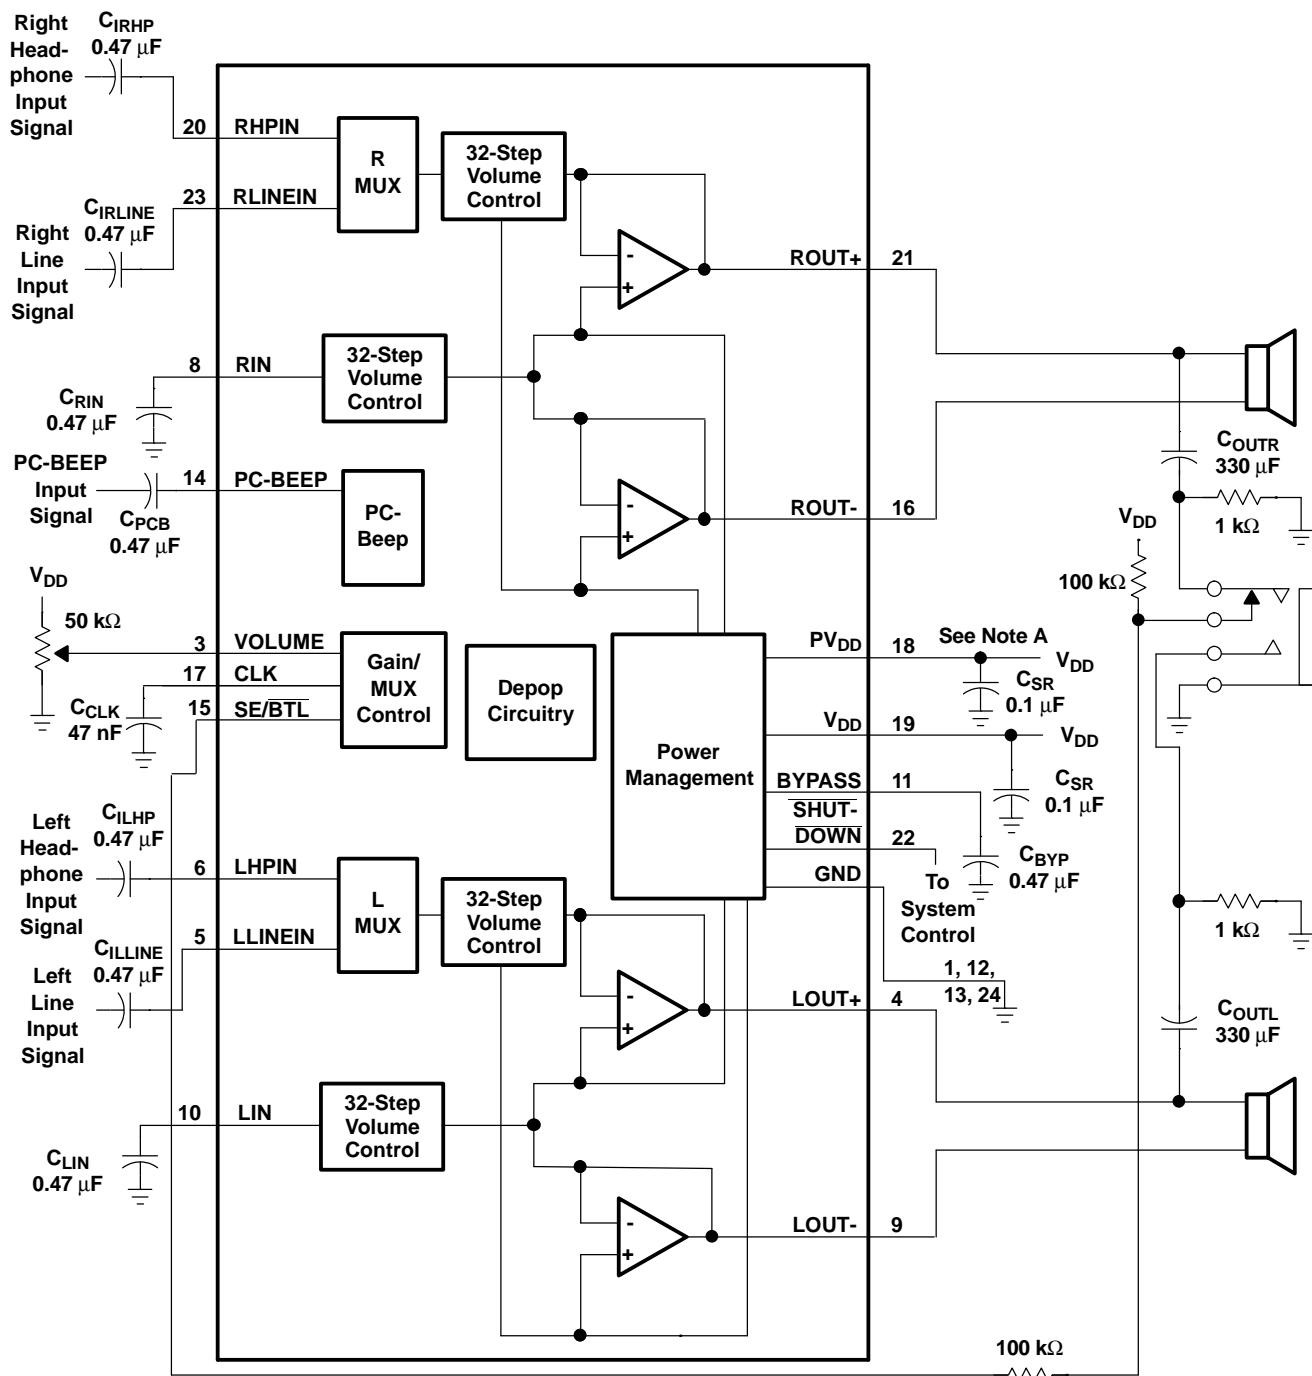 Right
Head-
phone
Input
Signal
C_IRHP
0.47 µF
20
RHPIN
R
MUX
32-Step
Volume
Control
23
RLINEIN
C_IRLINE
0.47 µF
Right
Line
Input
Signal
-
+
ROUT+
21
8
RIN
32-Step
Volume
Control
C_RIN
0.47 µF
C_OUTR
330 µF
1 kΩ
PC-BEEP
Input
Signal
14
PC-BEEP
PC-
Beep
C_PCB
0.47 µF
-
+
ROUT-
16
V_DD
100 kΩ
V_DD
50 kΩ
3
VOLUME
17
CLK
15
SE/B̅T̅L̅
Gain/
MUX
Control
C_CLK
47 nF
Depop
Circuitry
Power
Management
PV_DD
18
See Note A
V_DD
C_SR
0.1 µF
V_DD
19
V_DD
C_SR
0.1 µF
BYPASS
11
S̅H̅U̅T̅-̅
D̅O̅W̅N̅
22
C_BYP
0.47 µF
GND
To
System
Control
1, 12,
13, 24
Left
Head-
phone
Input
Signal
C_ILHP
0.47 µF
6
LHPIN
L
MUX
32-Step
Volume
Control
5
LLINEIN
C_ILLINE
0.47 µF
Left
Line
Input
Signal
-
+
LOUT+
4
1 kΩ
C_OUTL
330 µF
10
LIN
32-Step
Volume
Control
C_LIN
0.47 µF
-
+
LOUT-
9
100 kΩ